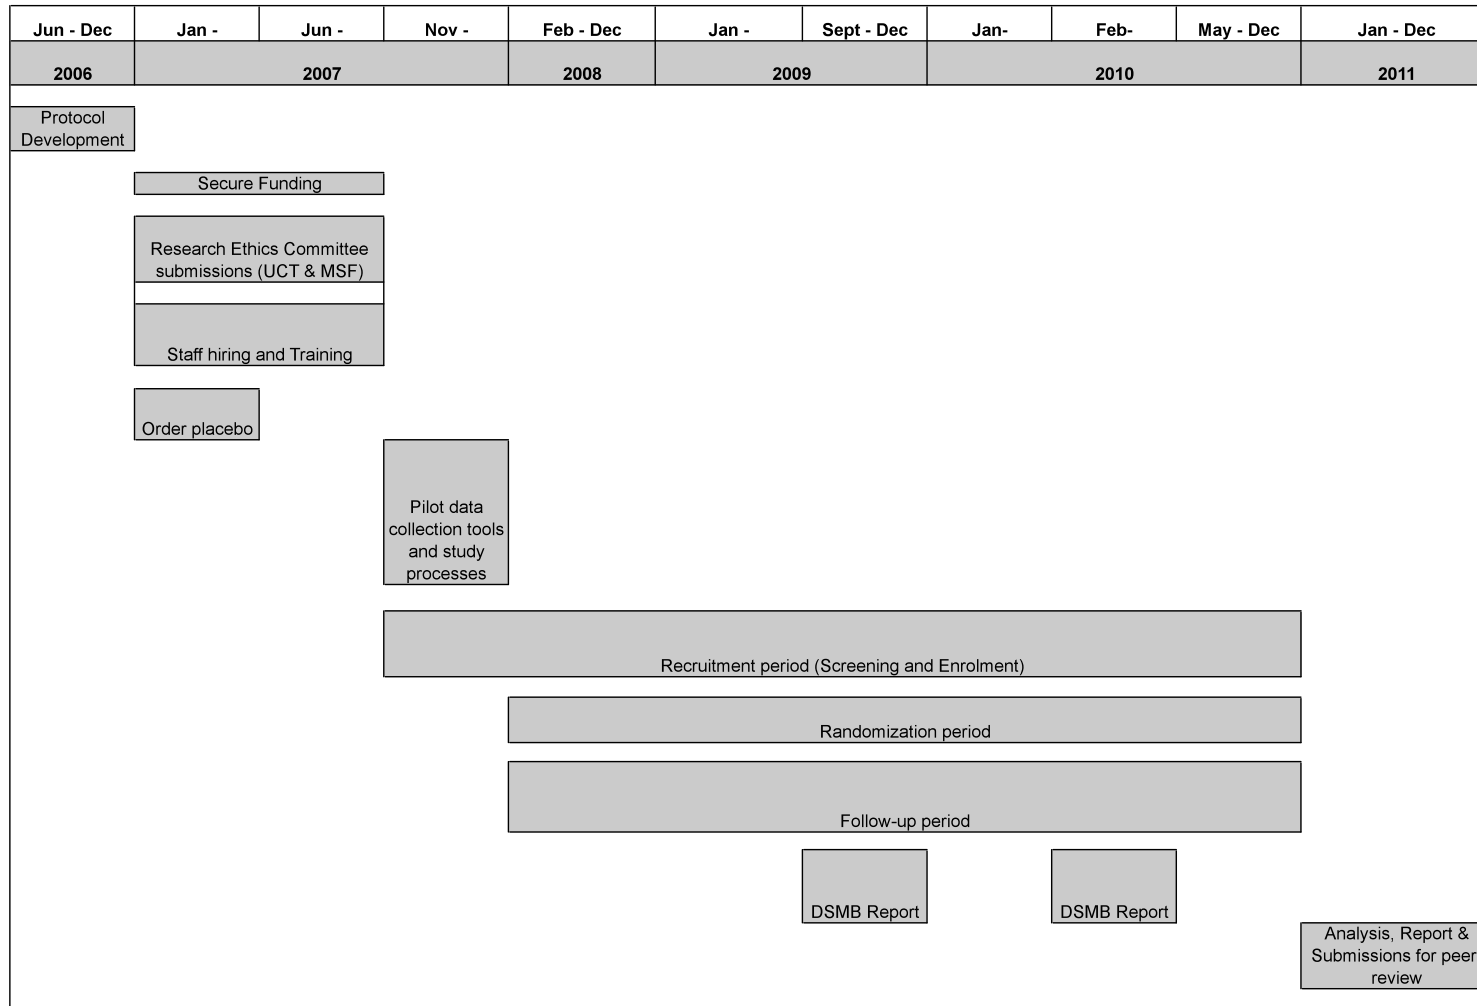 Jun - Dec Jan - Jun - Nov - Feb - Dec Jan - Sept - Dec Jan- Feb- May - Dec Jan - Dec
2006 2007 2008 2009 2010 2011
Protocol
Development
Secure Funding
Research Ethics Committee
submissions (UCT & MSF)
Staff hiring and Training
Order placebo
Pilot data
collection tools
and study
processes
Recruitment period (Screening and Enrolment)
Randomization period
Follow-up period
DSMB Report DSMB Report
Analysis, Report &
Submissions for peer
review